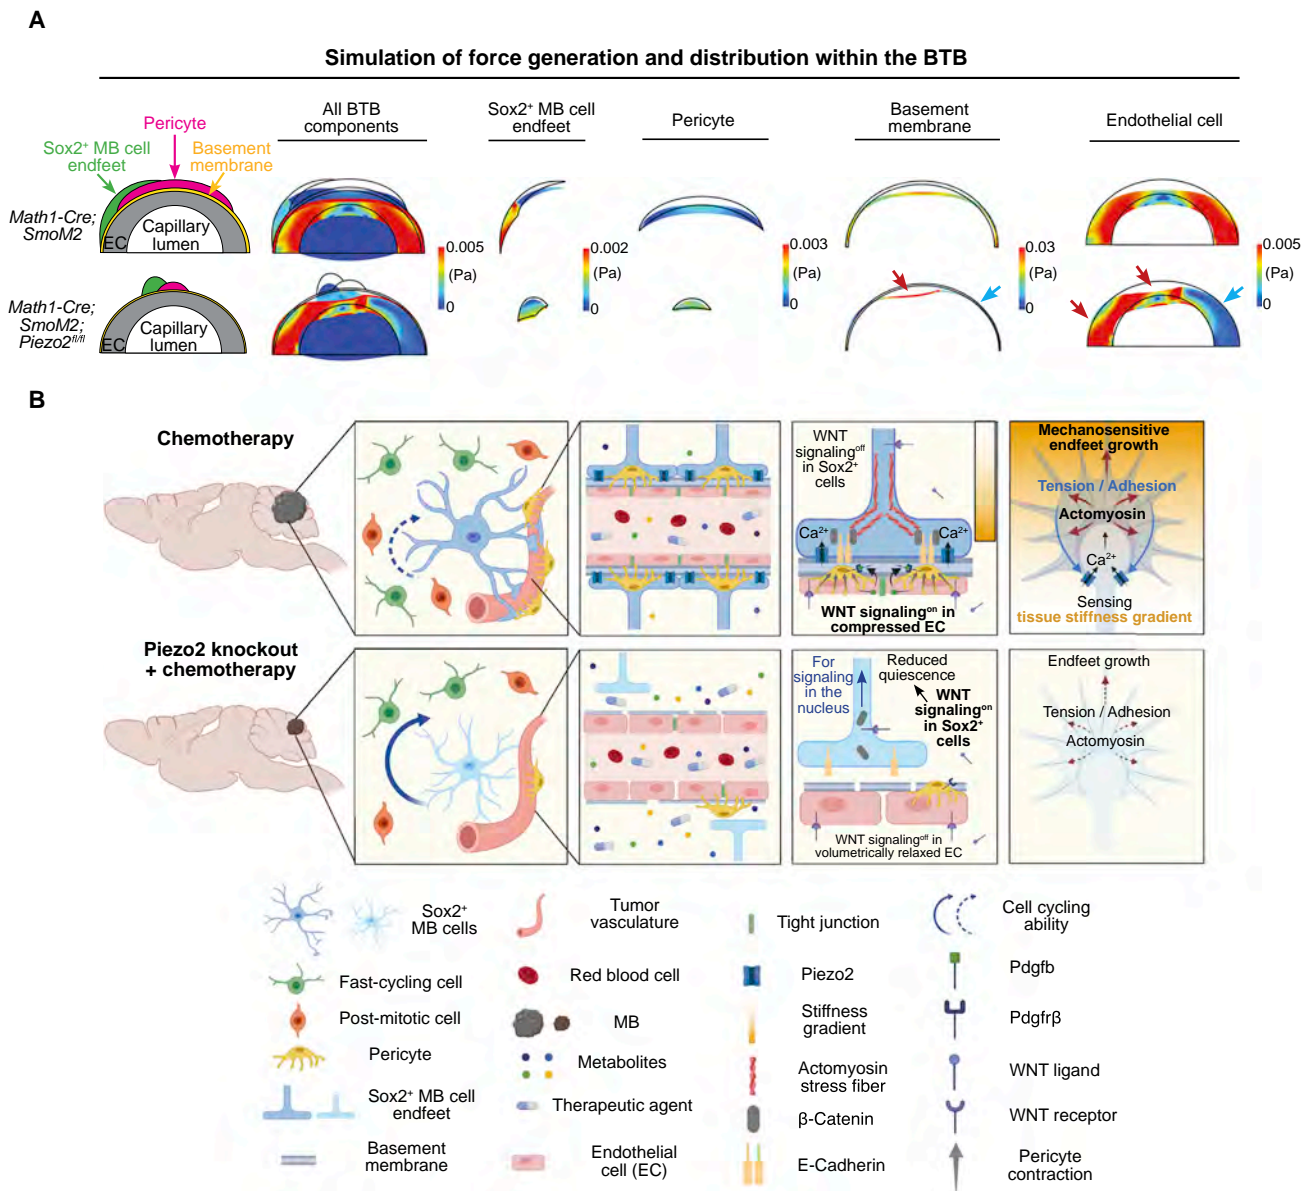 A
Simulation of force generation and distribution within the BTB
Pericyte
Sox2⁺ MB cell
endfeet
Basement
membrane
All BTB
components
Sox2⁺ MB cell
endfeet
Pericyte
Basement
membrane
Endothelial cell
Math1-Cre;
SmoM2
EC
Capillary
lumen
0.005
(Pa)
0
0.002
(Pa)
0
0.003
(Pa)
0
0.03
(Pa)
0
0.005
(Pa)
0
Math1-Cre;
SmoM2;
Piezo2fl/fl
EC
Capillary
lumen
B
Chemotherapy
WNT
signalingoff
in Sox2⁺
cells
Ca²⁺
Ca²⁺
WNT signalingon in
compressed EC
Mechanosensitive
endfeet growth
Tension / Adhesion
Actomyosin
Ca²⁺
Sensing
tissue stiffness gradient
Piezo2 knockout
+ chemotherapy
For
signaling
in the
nucleus
Reduced
quiescence
WNT
signalingon
in Sox2⁺
cells
WNT signalingoff in
volumetrically relaxed EC
Endfeet growth
Tension / Adhesion
Actomyosin
Sox2⁺
MB cells
Tumor
vasculature
Tight junction
Cell cycling
ability
Fast-cycling cell
Red blood cell
Piezo2
Pdgfb
Post-mitotic cell
MB
Stiffness
gradient
Pdgfrβ
Pericyte
Metabolites
Actomyosin
stress fiber
WNT ligand
Sox2⁺ MB cell
endfeet
Therapeutic agent
β-Catenin
WNT receptor
Basement
membrane
Endothelial
cell (EC)
E-Cadherin
Pericyte
contraction